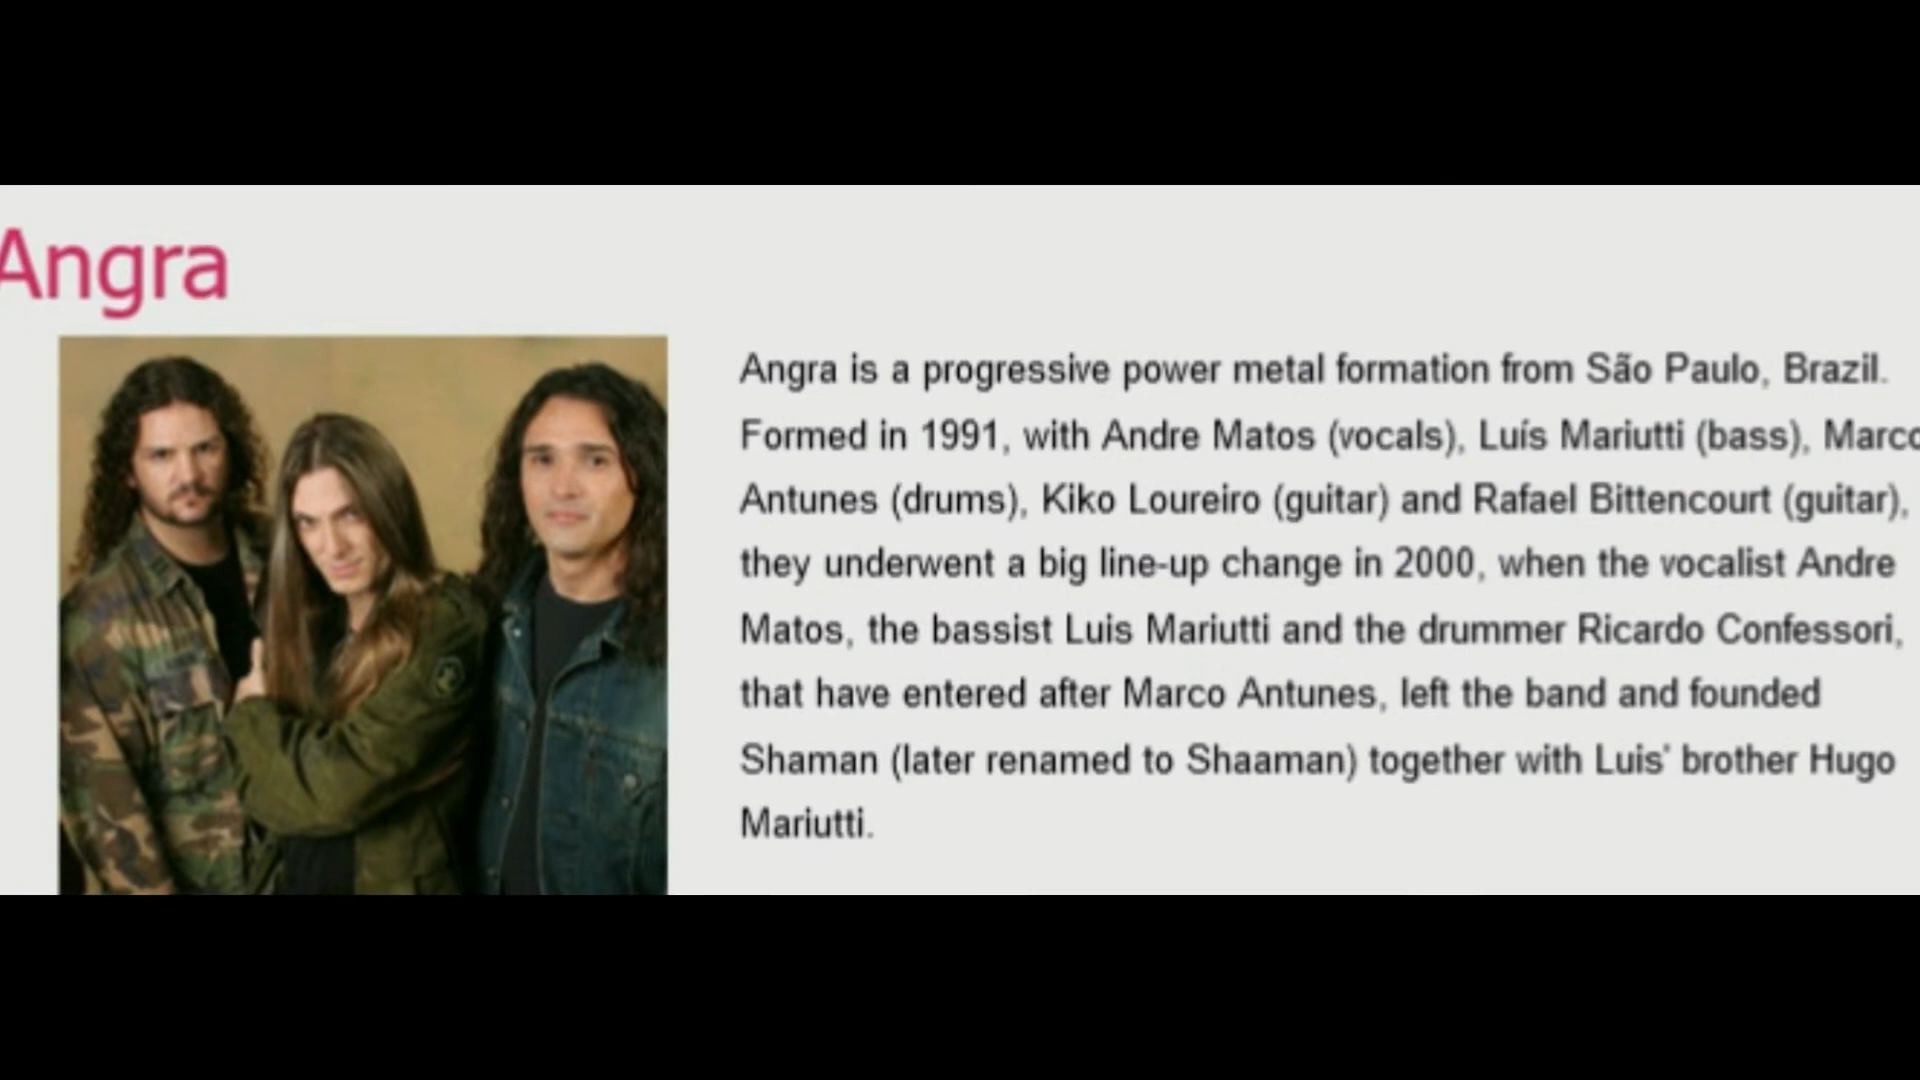 Angra
Angra is a progressive power metal formation from São Paulo, Brazil.
Formed in 1991, with Andre Matos (vocals), Luís Mariutti (bass), Marco
Antunes (drums), Kiko Loureiro (guitar) and Rafael Bittencourt (guitar),
they underwent a big line-up change in 2000, when the vocalist Andre
Matos, the bassist Luis Mariutti and the drummer Ricardo Confessori,
that have entered after Marco Antunes, left the band and founded
Shaman (later renamed to Shaaman) together with Luis' brother Hugo
Mariutti.